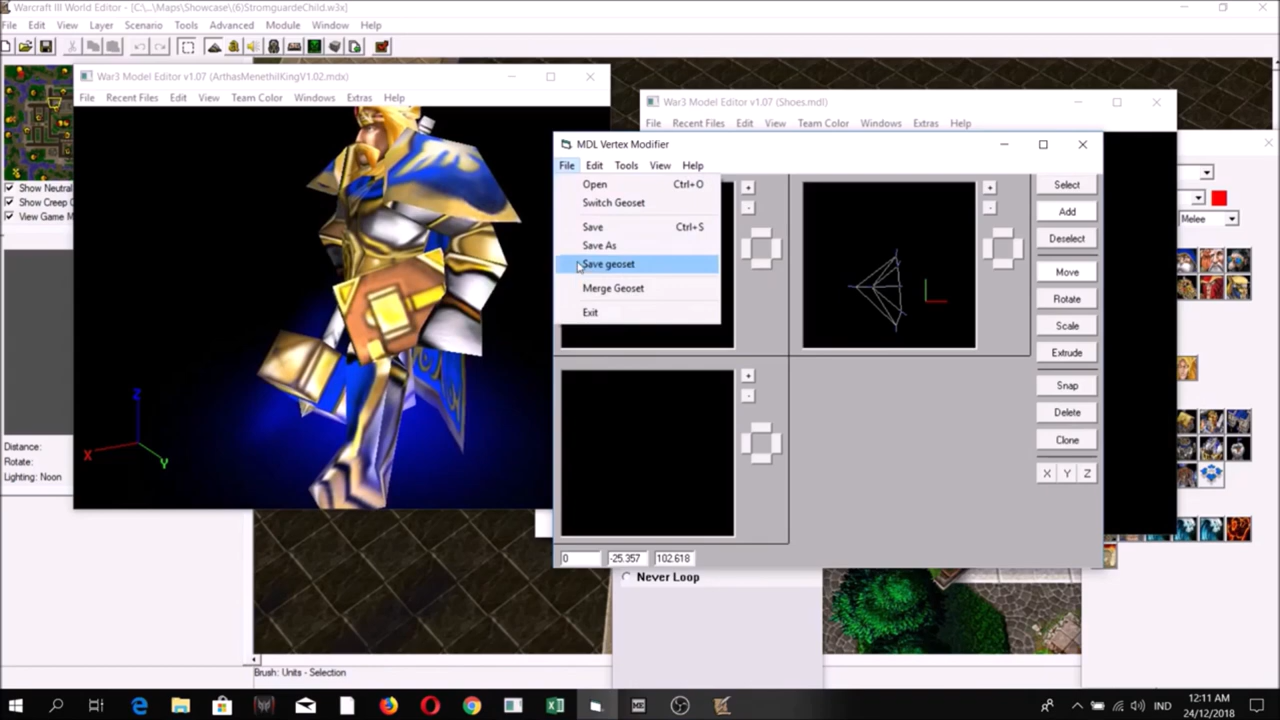 Warcraft III World Editor - [C:\...\Maps\Showcase\(6)StromguardeChild.w3x]
File Edit View Layer Scenario Tools Advanced Module Window Help
War3 Model Editor v1.07 (ArthasMenethilKingV1.02.mdx)
File Recent Files Edit View Team Color Windows Extras Help
War3 Model Editor v1.07 (Shoes.mdl)
File Recent Files Edit View Team Color Windows Extras Help
MDL Vertex Modifier
File Edit Tools View Help
Open Ctrl+O
Switch Geoset
Save Ctrl+S
Save As
Save geoset
Merge Geoset
Exit
+
-
+
-
+
-
Select
Add
Deselect
Move
Rotate
Scale
Extrude
Snap
Delete
Clone
X Y Z
0 -25.357 102.618
Never Loop
Show Neutral
Show Creep C
View Game M
Melee
Z
X
Y
Distance:
Rotate:
Lighting: Noon
Brush: Units - Selection
ME
IND
12:11 AM
24/12/2018